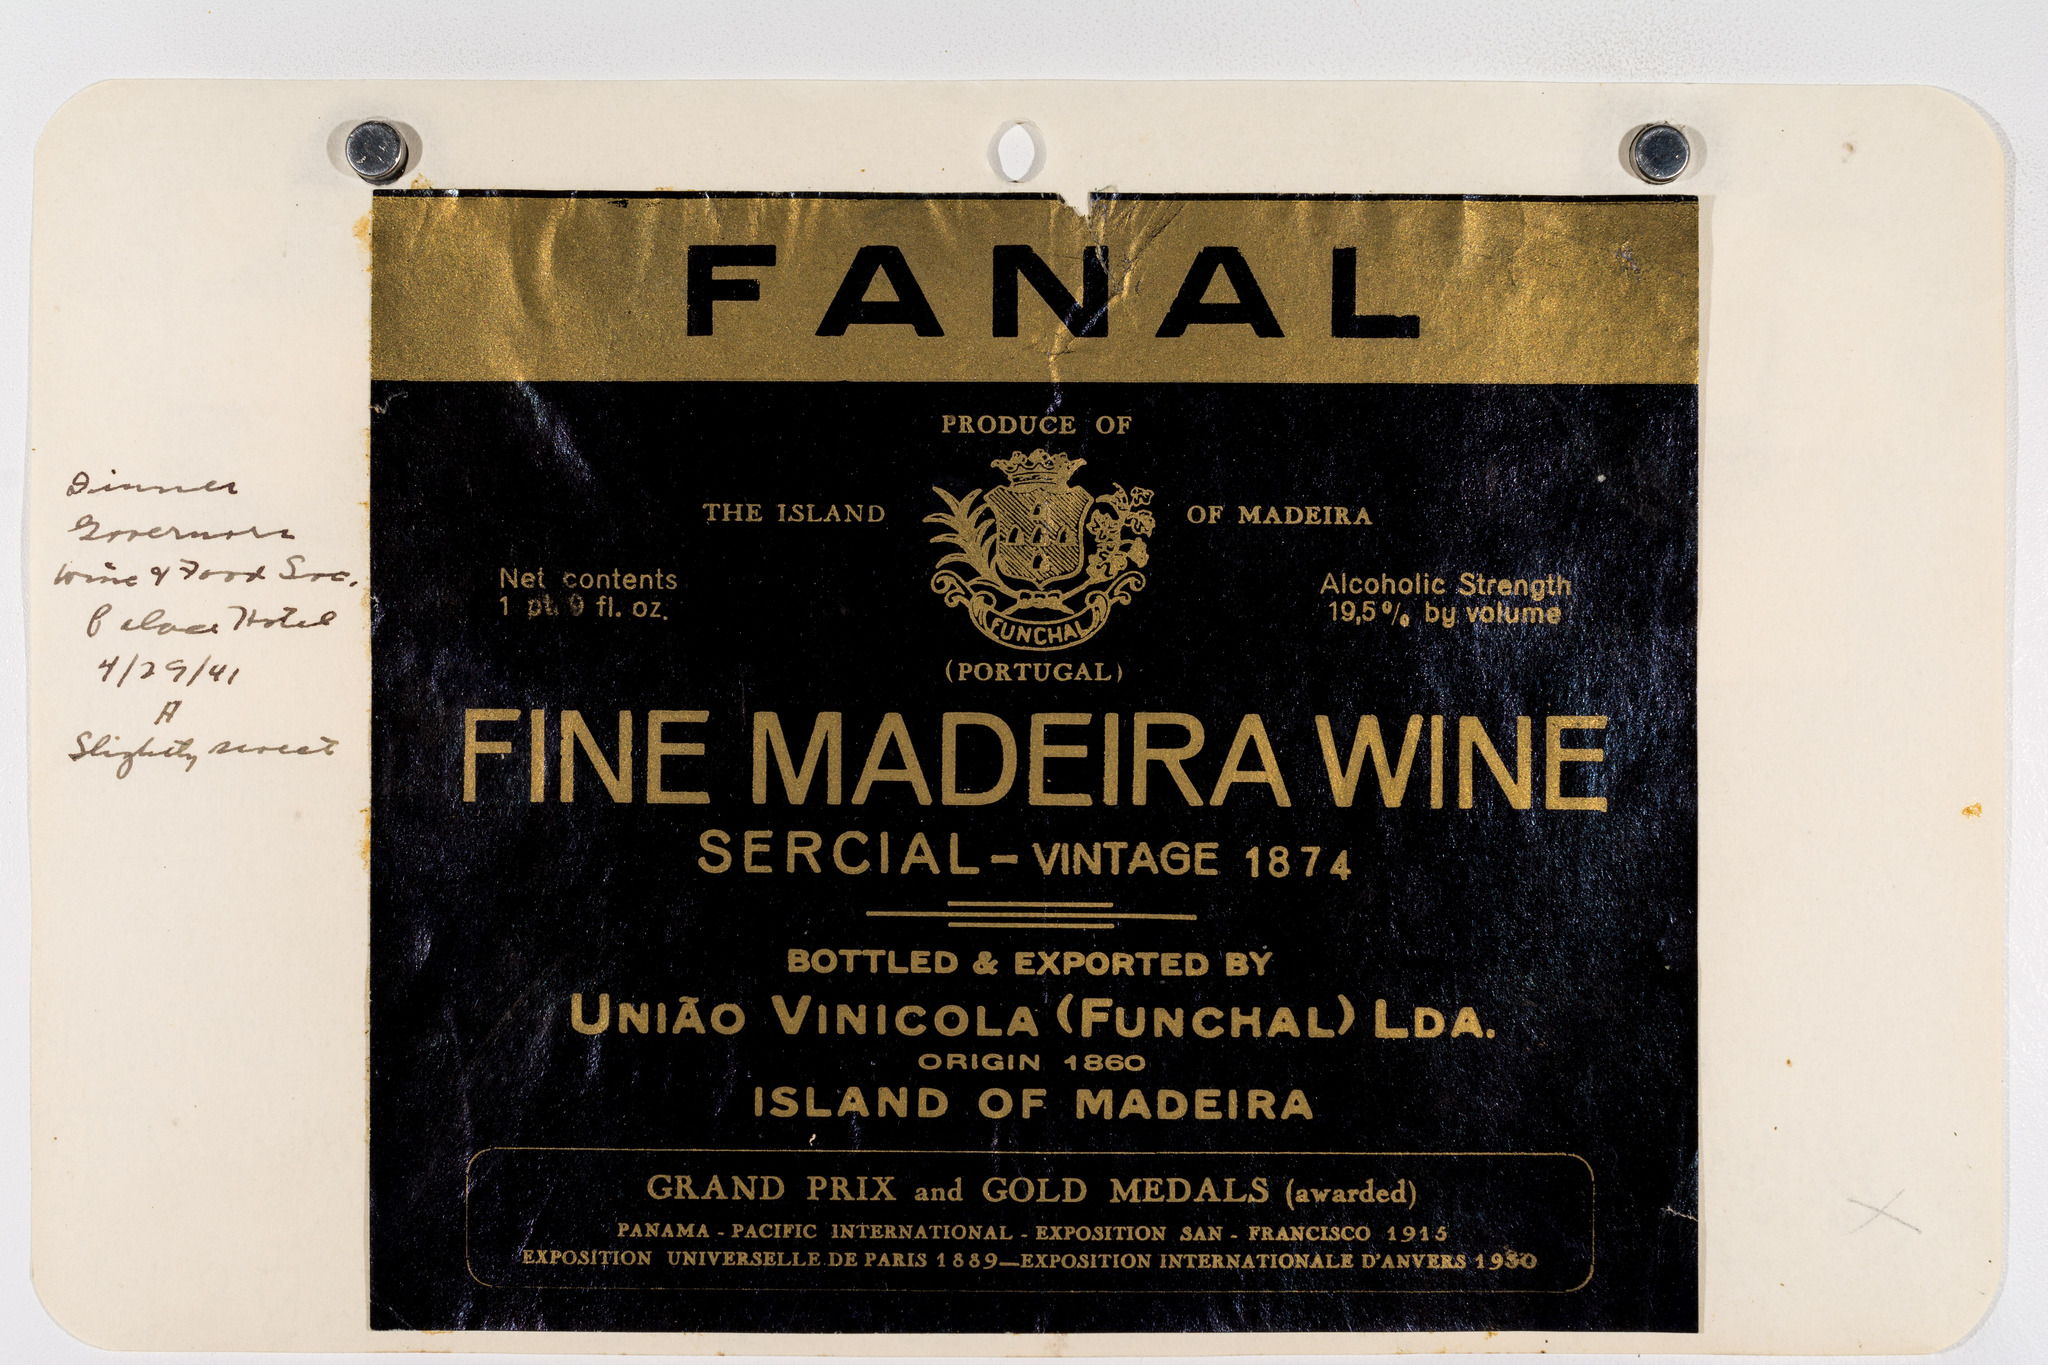 FANAL
PRODUCE OF
THE ISLAND OF MADEIRA
Net contents
1 pt. 9 fl. oz.
Alcoholic Strength
19,5% by volume
FUNCHAL
(PORTUGAL)
FINE MADEIRA WINE
SERCIAL – VINTAGE 1874
BOTTLED & EXPORTED BY
UNIÃO VINICOLA (FUNCHAL) LDA.
ORIGIN 1860
ISLAND OF MADEIRA
GRAND PRIX and GOLD MEDALS (awarded)
PANAMA - PACIFIC INTERNATIONAL - EXPOSITION SAN - FRANCISCO 1915
EXPOSITION UNIVERSELLE DE PARIS 1889—EXPOSITION INTERNATIONALE D'ANVERS 1930
Dinner
Governors
Wine & Food Soc.
Palace Hotel
4/29/41
A
Slightly sweet